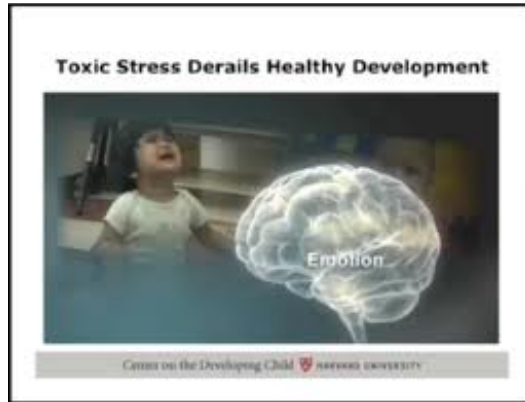 Toxic Stress Derails Healthy Development
Emotion
Center on the Developing Child HARVARD UNIVERSITY